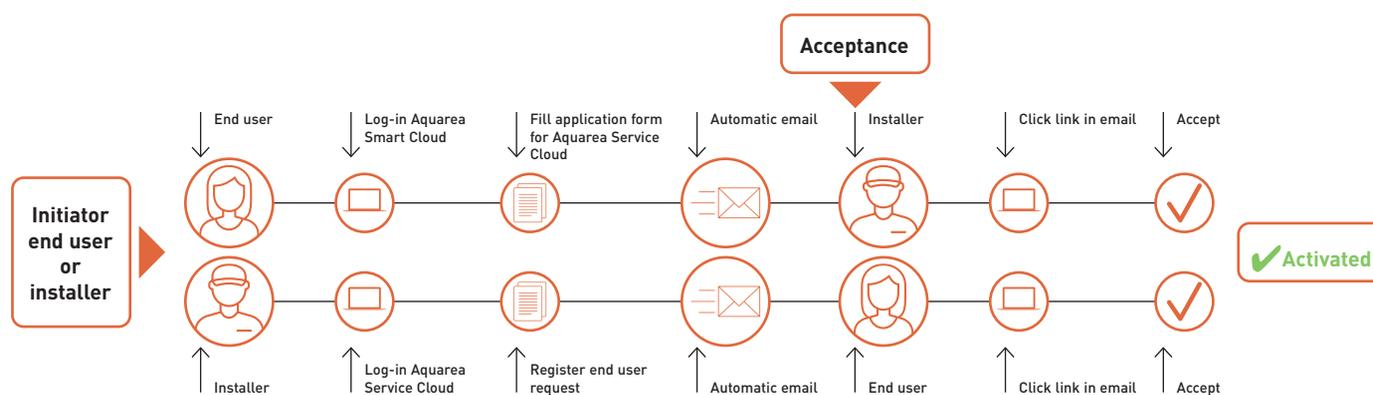 Acceptance
End user
Log-in Aquarea
Smart Cloud
Fill application form
for Aquarea Service
Cloud
Automatic email
Installer
Click link in email
Accept
Initiator
end user
or
installer
Activated
Installer
Log-in Aquarea
Service Cloud
Register end user
request
Automatic email
End user
Click link in email
Accept